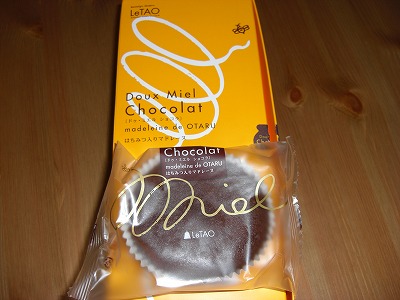 LeTAO
Doux Miel
Chocolat
(ドゥ・ミエル ショコラ)
madeleine de OTARU
はちみつ入りマドレーヌ
Chocolat
(ドゥ・ミエル ショコラ)
madeleine de OTARU
はちみつ入りマドレーヌ
miel
LeTAO